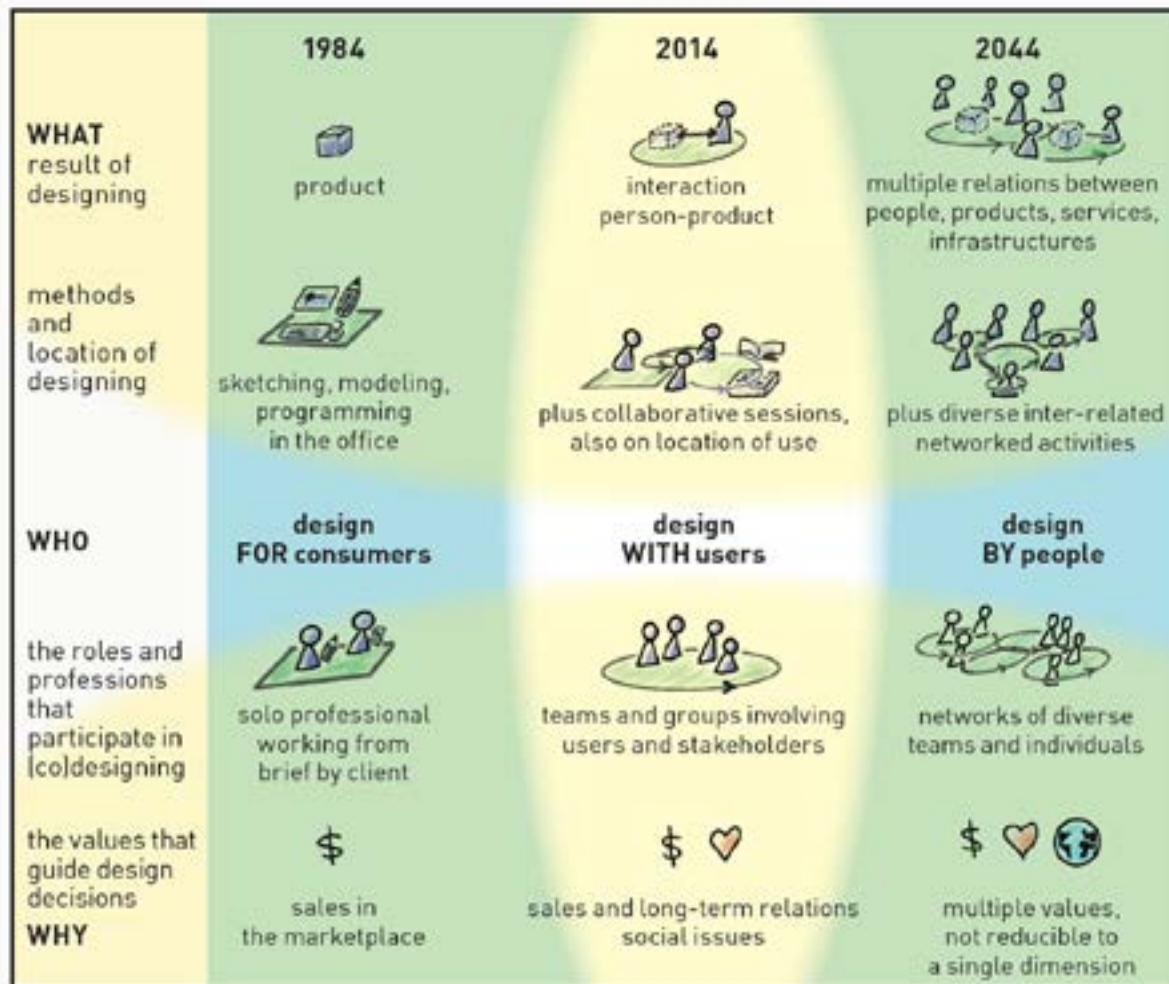 1984
2014
2044
WHAT
result of
designing
product
interaction
person-product
multiple relations between
people, products, services,
infrastructures
methods
and
location of
designing
sketching, modeling,
programming
in the office
plus collaborative sessions,
also on location of use
plus diverse inter-related
networked activities
WHO
design
FOR consumers
design
WITH users
design
BY people
the roles and
professions
that
participate in
(co)designing
solo professional
working from
brief by client
teams and groups involving
users and stakeholders
networks of diverse
teams and individuals
the values that
guide design
decisions
WHY
$
sales in
the marketplace
$
sales and long-term relations
social issues
$
multiple values,
not reducible to
a single dimension